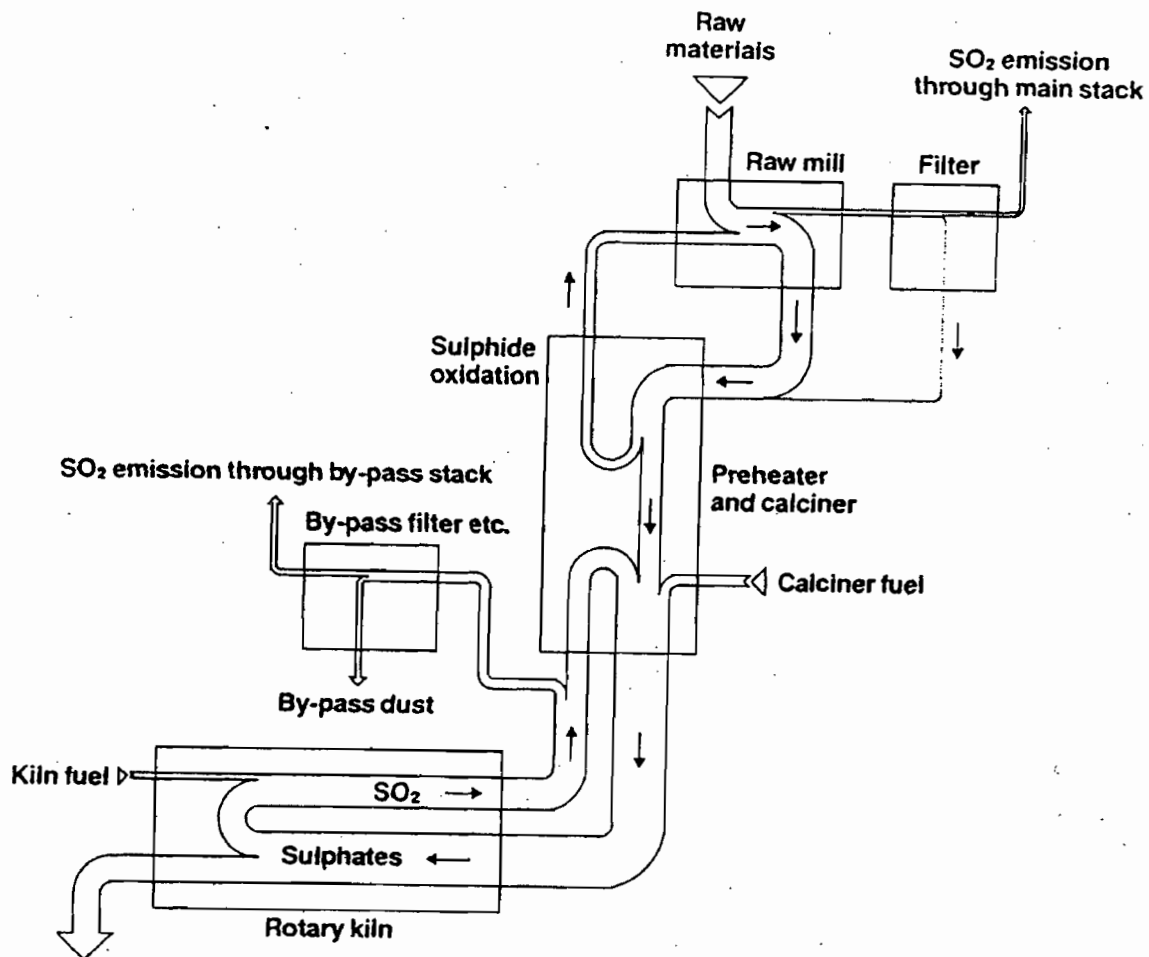 Raw
materials
SO₂ emission
through main stack
Raw mill
Filter
Sulphide
oxidation
SO₂ emission through by-pass stack
By-pass filter etc.
Preheater
and calciner
Calciner fuel
By-pass dust
Kiln fuel
SO₂
Sulphates
Rotary kiln